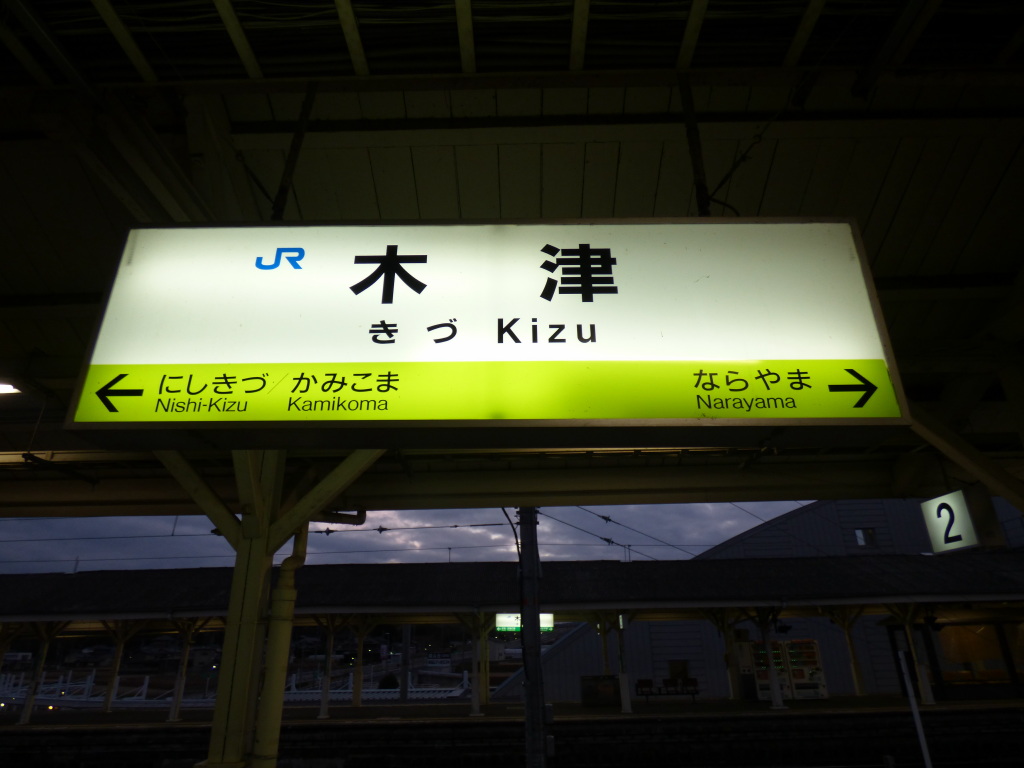 JR 木津
きづ Kizu
← にしきづ/かみこま ならやま →
Nishi-Kizu Kamikoma Narayama
2